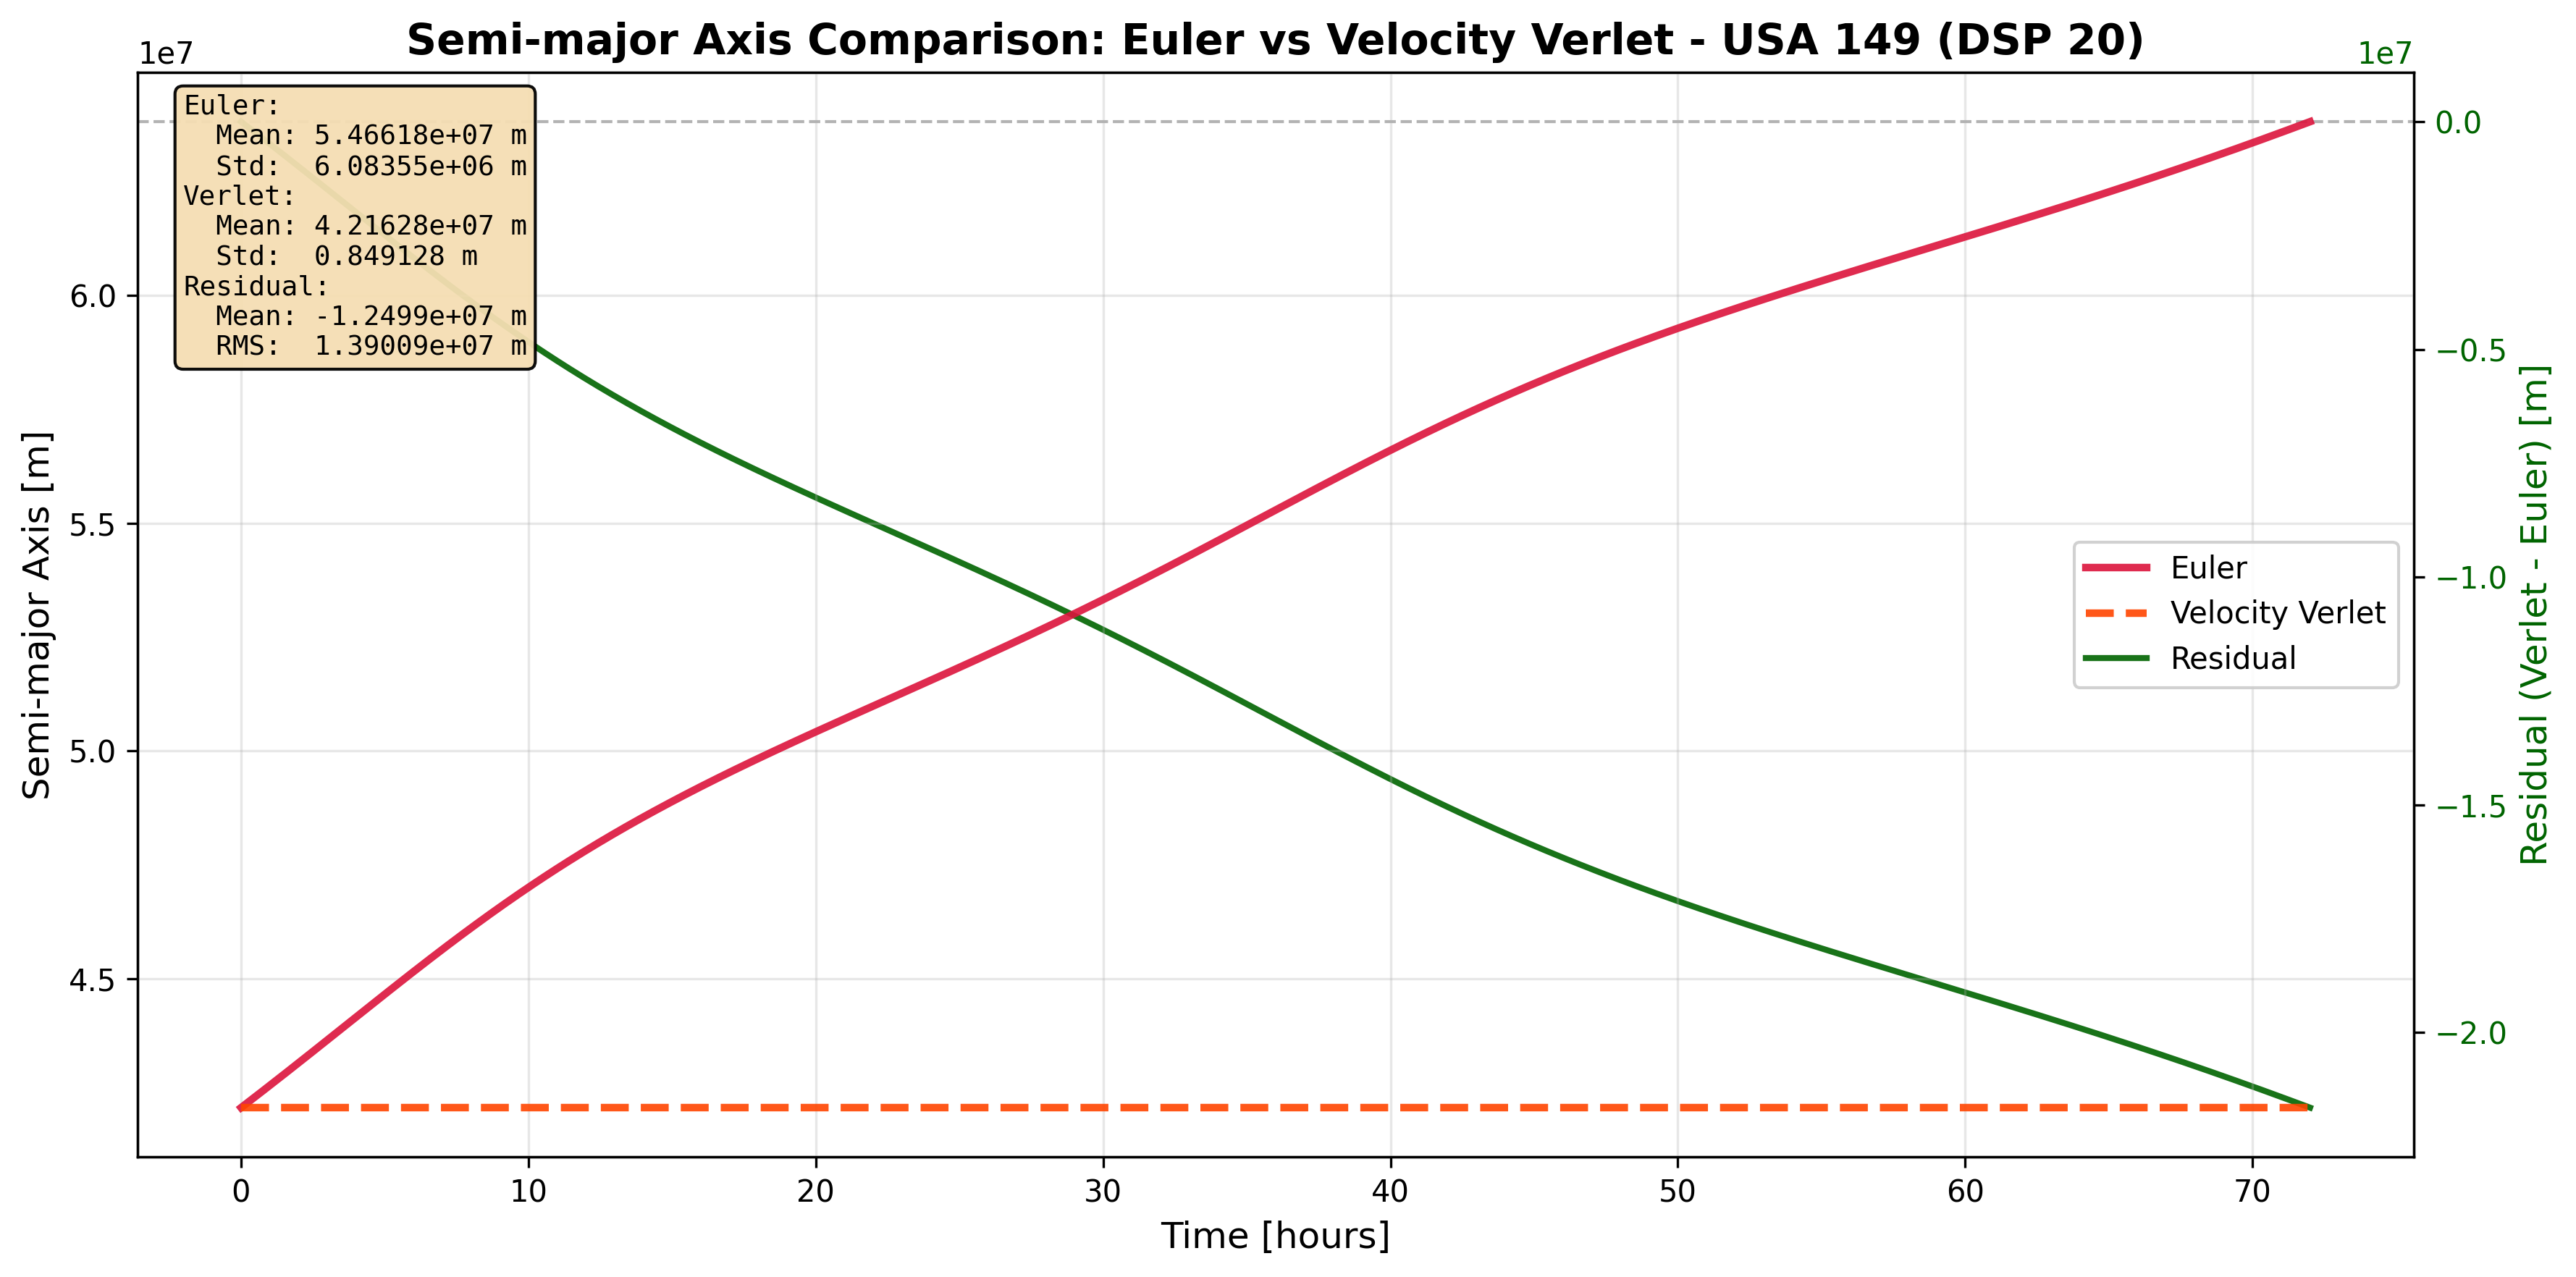 Semi-major Axis Comparison: Euler vs Velocity Verlet - USA 149 (DSP 20)
1e7
1e7
Euler:
Mean: 5.46618e+07 m
Std: 6.08355e+06 m
Verlet:
Mean: 4.21628e+07 m
Std: 0.849128 m
Residual:
Mean: -1.2499e+07 m
RMS: 1.39009e+07 m
Semi-major Axis [m]
6.0
5.5
5.0
4.5
Euler
Velocity Verlet
Residual
0.0
−0.5
−1.0
−1.5
−2.0
Residual (Verlet - Euler) [m]
0 10 20 30 40 50 60 70
Time [hours]